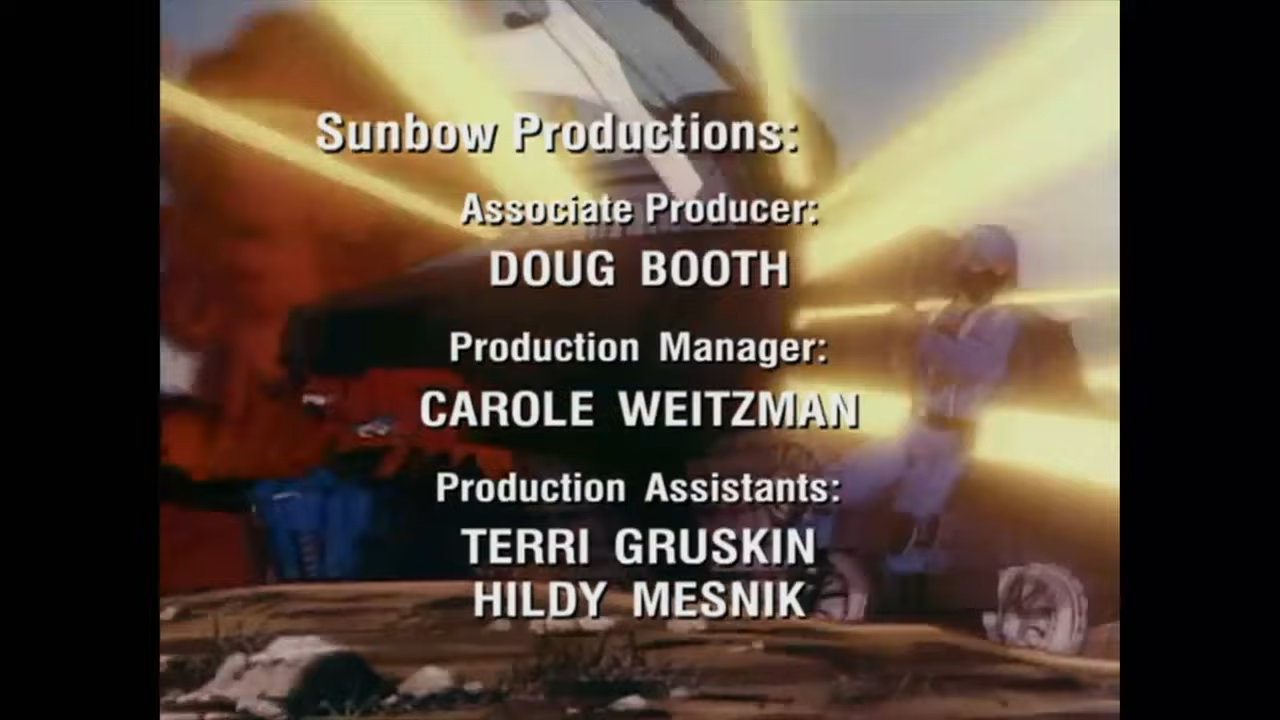 Sunbow Productions:
Associate Producer:
DOUG BOOTH
Production Manager:
CAROLE WEITZMAN
Production Assistants:
TERRI GRUSKIN
HILDY MESNIK